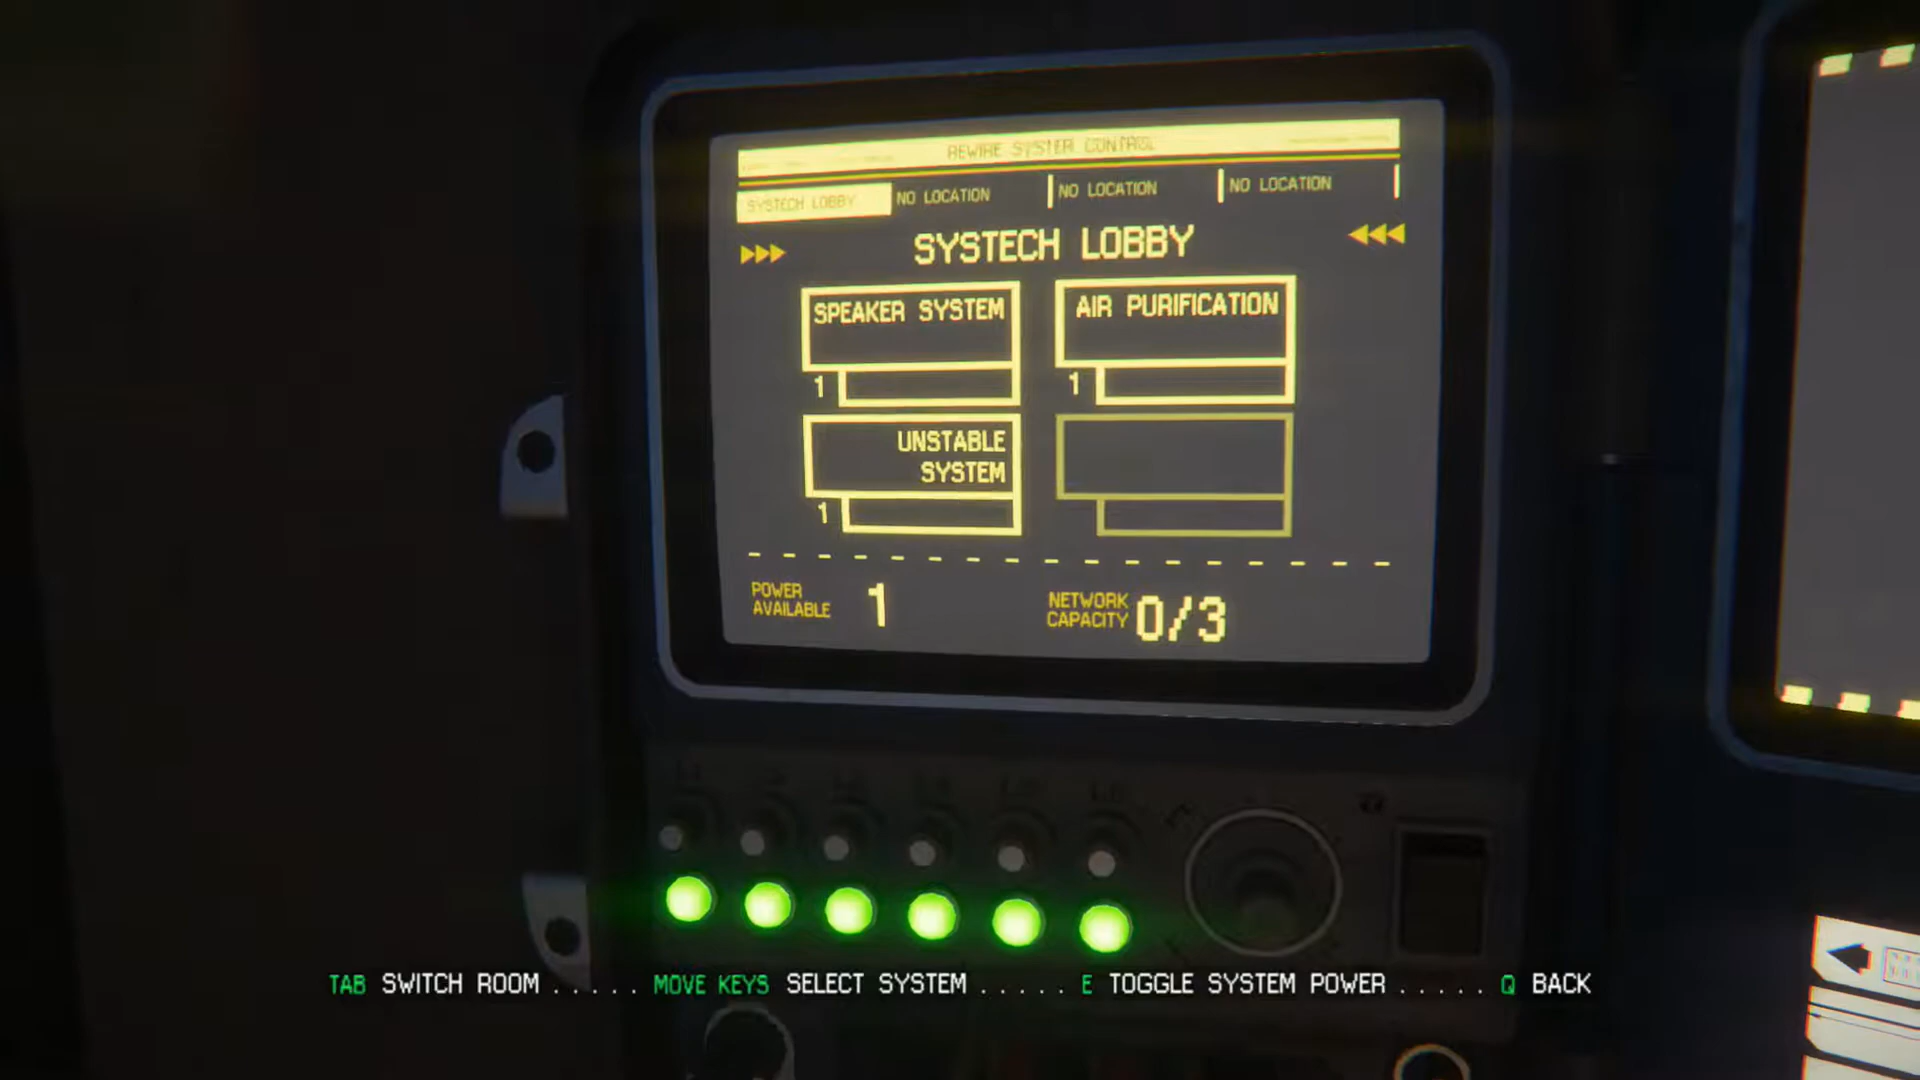 REWIRE SYSTEM CONTROL
SYSTECH LOBBY NO LOCATION NO LOCATION NO LOCATION
SYSTECH LOBBY
SPEAKER SYSTEM
1
AIR PURIFICATION
1
UNSTABLE
SYSTEM
1
POWER
AVAILABLE 1
NETWORK
CAPACITY 0/3
TAB SWITCH ROOM ..... MOVE KEYS SELECT SYSTEM ..... E TOGGLE SYSTEM POWER ..... Q BACK